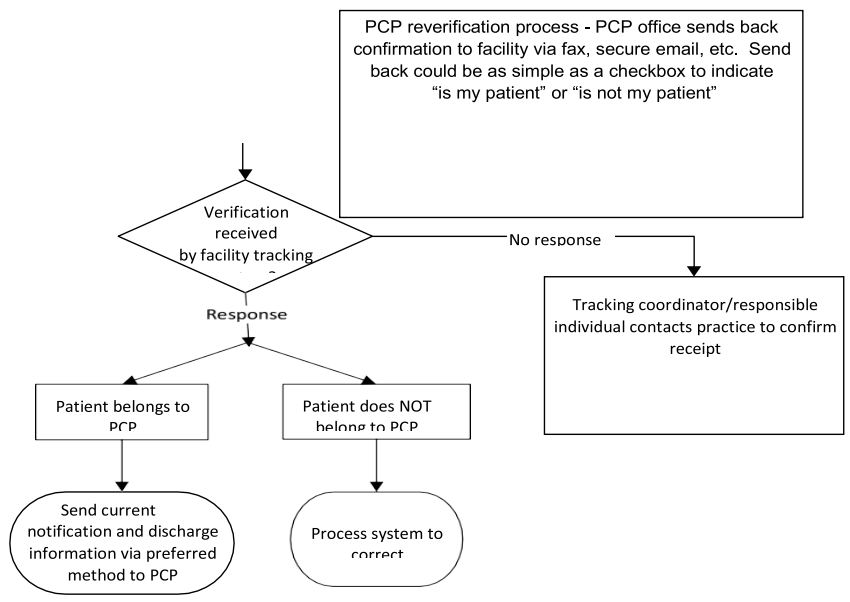 PCP reverification process - PCP office sends back
confirmation to facility via fax, secure email, etc.  Send
back could be as simple as a checkbox to indicate
“is my patient” or “is not my patient”
Verification
received
by facility tracking
No response
Tracking coordinator/responsible
individual contacts practice to confirm
receipt
Response
Patient belongs to
PCP
Patient does NOT
belong to PCP
Send current
notification and discharge
information via preferred
method to PCP
Process system to
correct